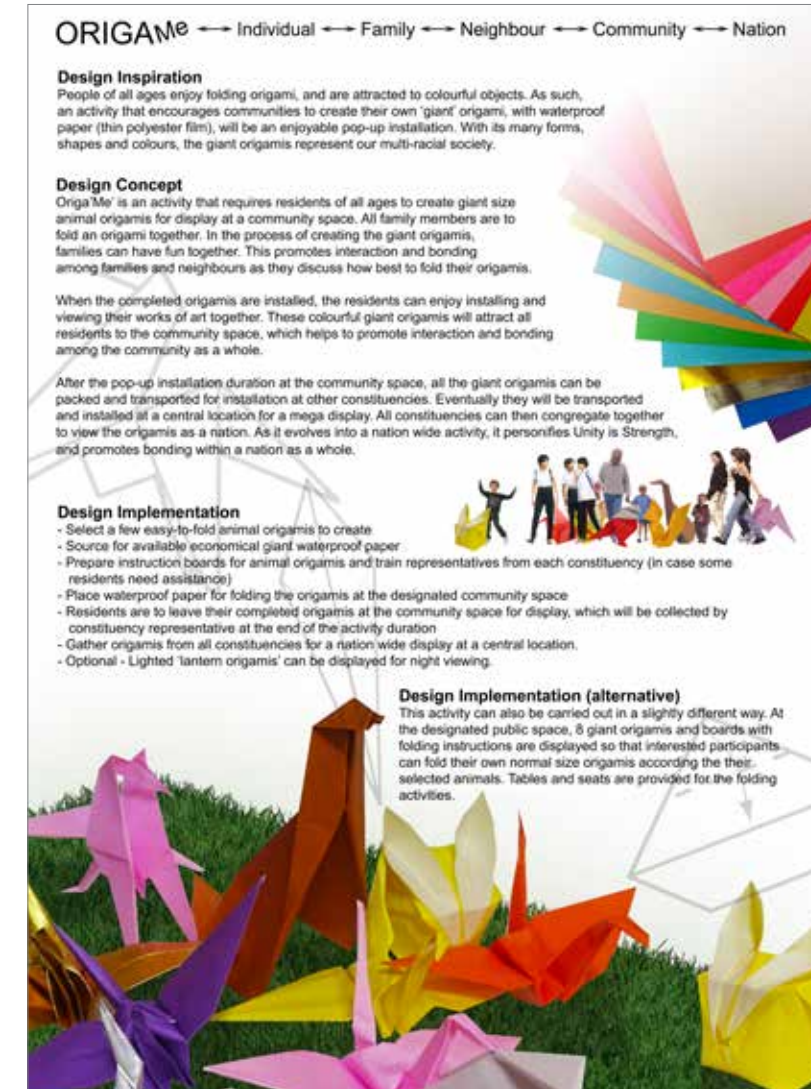 ORIGAMe ←→ Individual ←→ Family ←→ Neighbour ←→ Community ←→ Nation
Design Inspiration
People of all ages enjoy folding origami, and are attracted to colourful objects. As such,
an activity that encourages communities to create their own 'giant' origami, with waterproof
paper (thin polyester film), will be an enjoyable pop-up installation. With its many forms,
shapes and colours, the giant origamis represent our multi-racial society.
Design Concept
Origa'Me' is an activity that requires residents of all ages to create giant size
animal origamis for display at a community space. All family members are to
fold an origami together. In the process of creating the giant origamis,
families can have fun together. This promotes interaction and bonding
among families and neighbours as they discuss how best to fold their origamis.
When the completed origamis are installed, the residents can enjoy installing and
viewing their works of art together. These colourful giant origamis will attract all
residents to the community space, which helps to promote interaction and bonding
among the community as a whole.
After the pop-up installation duration at the community space, all the giant origamis can be
packed and transported for installation at other constituencies. Eventually they will be transported
and installed at a central location for a mega display. All constituencies can then congregate together
to view the origamis as a nation. As it evolves into a nation wide activity, it personifies Unity is Strength,
and promotes bonding within a nation as a whole.
Design Implementation
- Select a few easy-to-fold animal origamis to create
- Source for available economical giant waterproof paper
- Prepare instruction boards for animal origamis and train representatives from each constituency (in case some
residents need assistance)
- Place waterproof paper for folding the origamis at the designated community space
- Residents are to leave their completed origamis at the community space for display, which will be collected by
constituency representative at the end of the activity duration
- Gather origamis from all constituencies for a nation wide display at a central location.
- Optional - Lighted 'lantern origamis' can be displayed for night viewing.
Design Implementation (alternative)
This activity can also be carried out in a slightly different way. At
the designated public space, 8 giant origamis and boards with
folding instructions are displayed so that interested participants
can fold their own normal size origamis according the their
selected animals. Tables and seats are provided for the folding
activities.